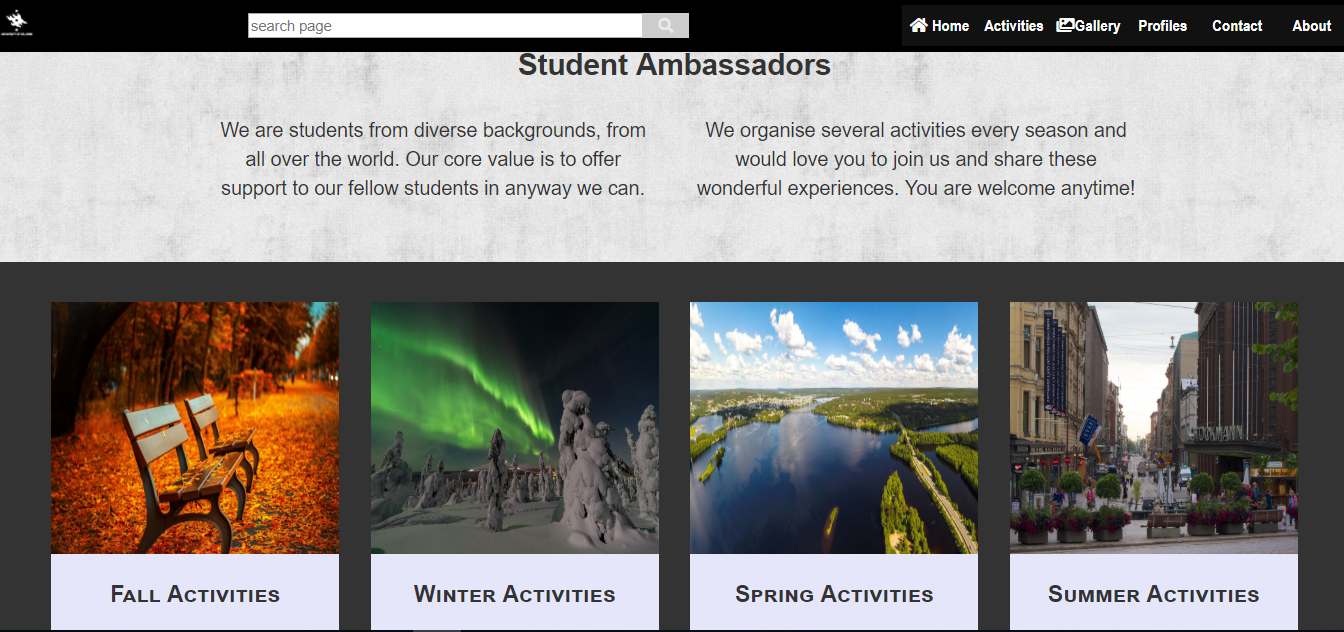 search page
Home Activities Gallery Profiles Contact About
Student Ambassadors
We are students from diverse backgrounds, from
all over the world. Our core value is to offer
support to our fellow students in anyway we can.
We organise several activities every season and
would love you to join us and share these
wonderful experiences. You are welcome anytime!
Fall Activities
Winter Activities
Spring Activities
Summer Activities